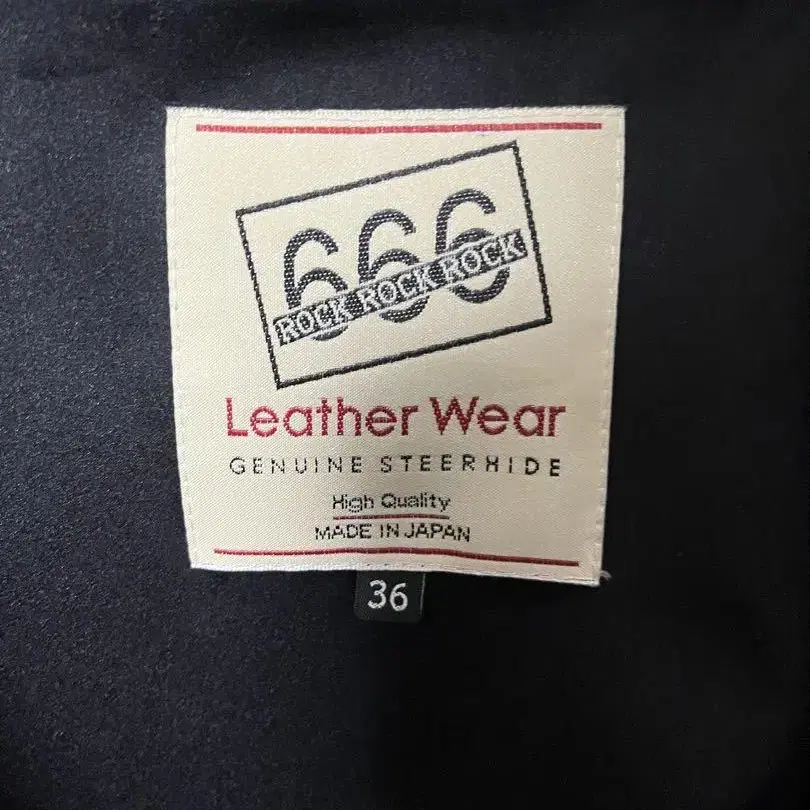 666
ROCK ROCK ROCK
Leather Wear
GENUINE STEERHIDE
High Quality
MADE IN JAPAN
36